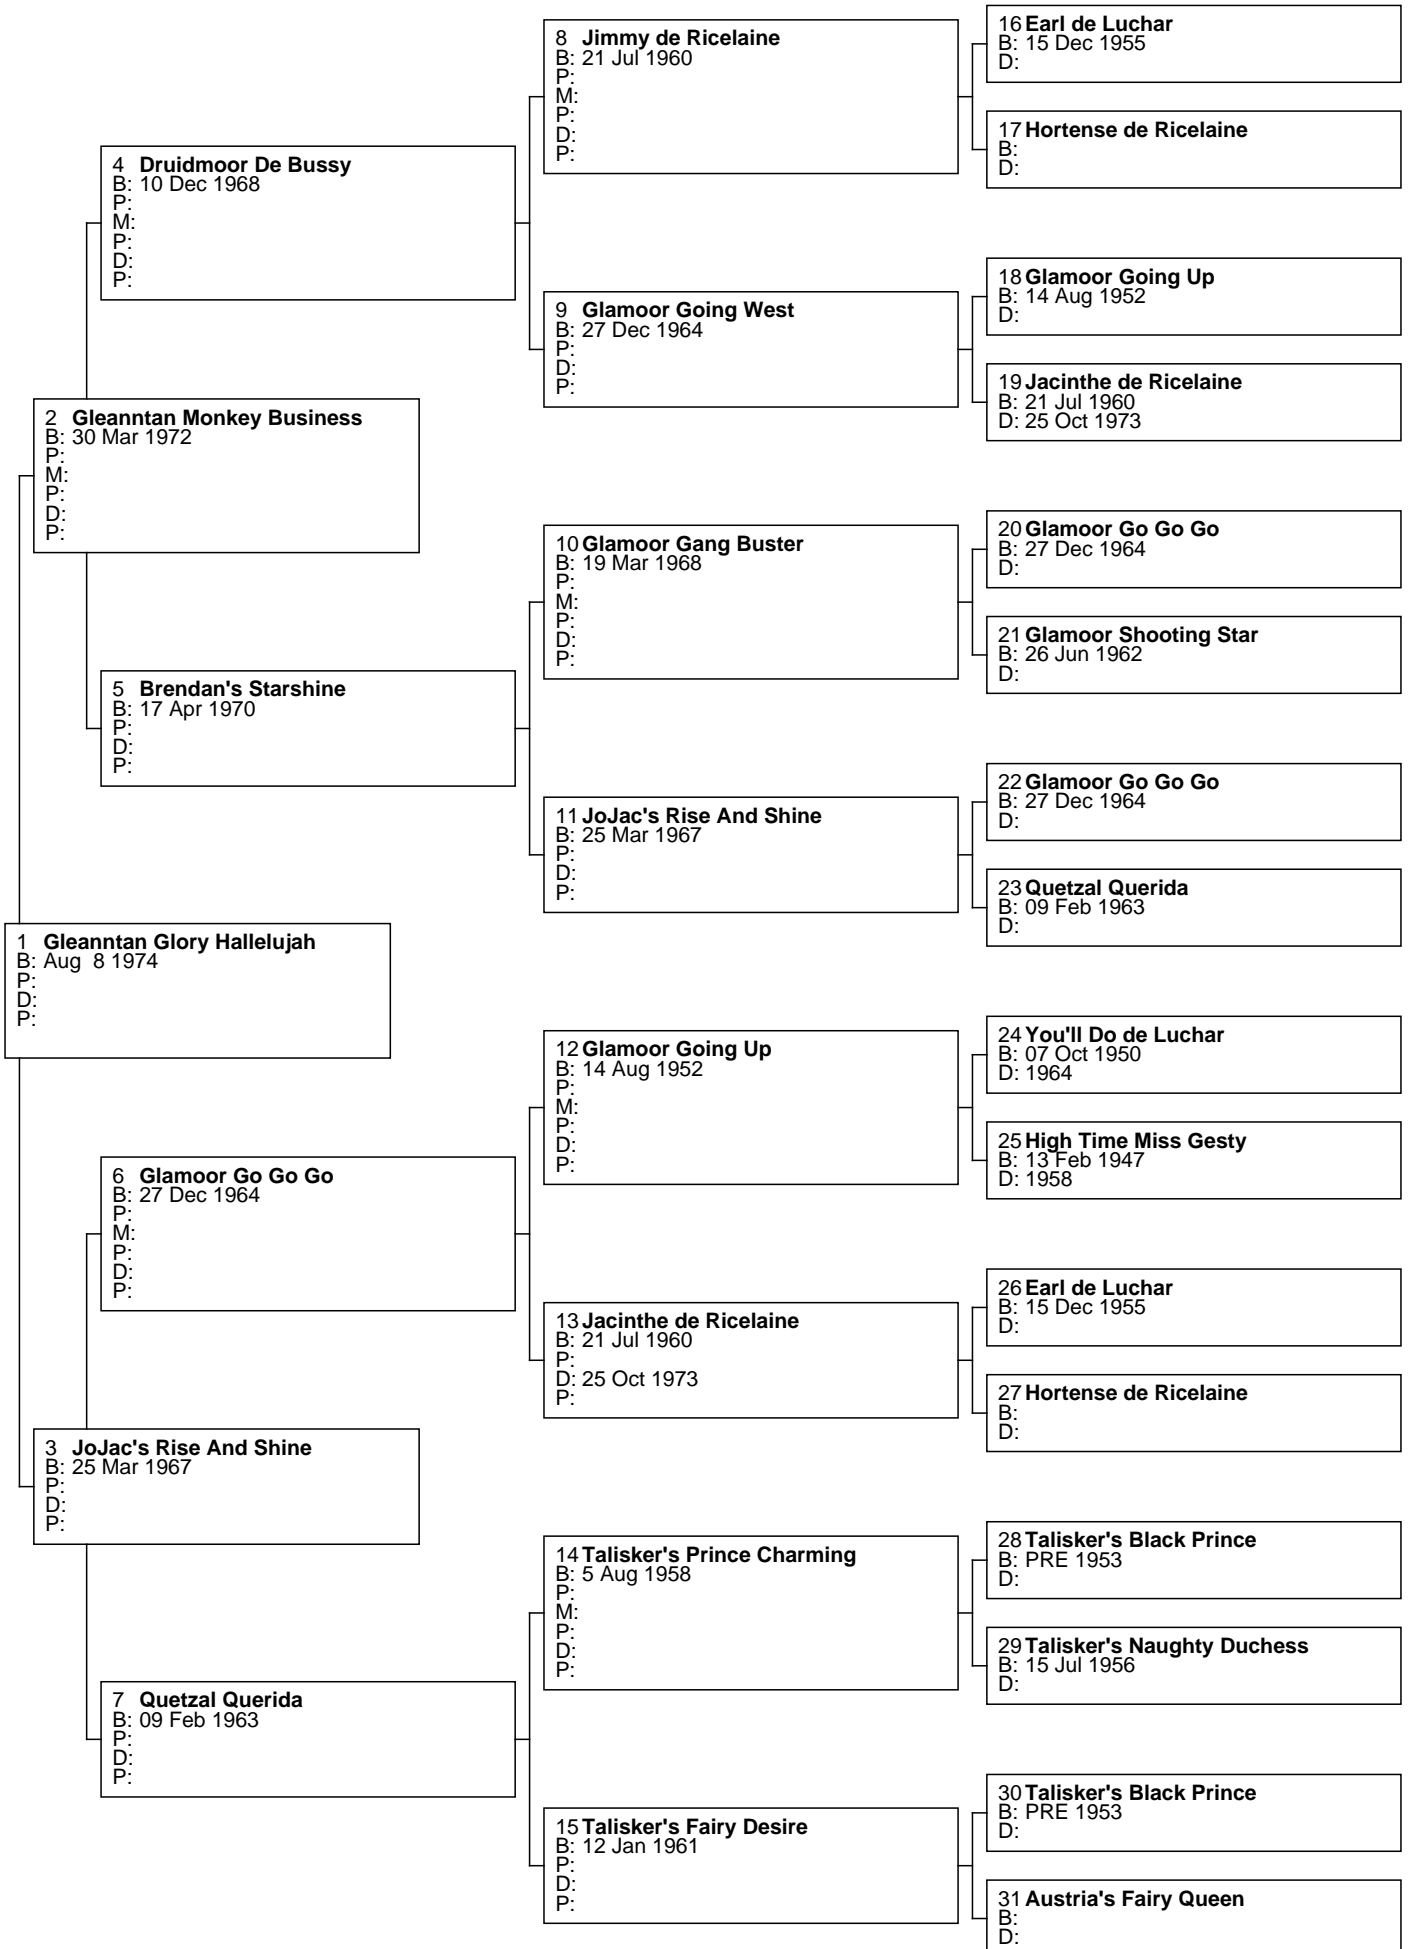 16 Earl de Luchar
B: 15 Dec 1955
D:
8 Jimmy de Ricelaine
B: 21 Jul 1960
P:
M:
P:
D:
P:
17 Hortense de Ricelaine
B:
D:
4 Druidmoor De Bussy
B: 10 Dec 1968
P:
M:
P:
D:
P:
18 Glamoor Going Up
B: 14 Aug 1952
D:
9 Glamoor Going West
B: 27 Dec 1964
P:
D:
P:
19 Jacinthe de Ricelaine
B: 21 Jul 1960
D: 25 Oct 1973
2 Gleanntan Monkey Business
B: 30 Mar 1972
P:
M:
P:
D:
P:
20 Glamoor Go Go Go
B: 27 Dec 1964
D:
10 Glamoor Gang Buster
B: 19 Mar 1968
P:
M:
P:
D:
P:
21 Glamoor Shooting Star
B: 26 Jun 1962
D:
5 Brendan's Starshine
B: 17 Apr 1970
P:
D:
P:
22 Glamoor Go Go Go
B: 27 Dec 1964
D:
11 JoJac's Rise And Shine
B: 25 Mar 1967
P:
D:
P:
23 Quetzal Querida
B: 09 Feb 1963
D:
1 Gleanntan Glory Hallelujah
B: Aug 8 1974
P:
D:
P:
24 You'll Do de Luchar
B: 07 Oct 1950
D: 1964
12 Glamoor Going Up
B: 14 Aug 1952
P:
M:
P:
D:
P:
25 High Time Miss Gesty
B: 13 Feb 1947
D: 1958
6 Glamoor Go Go Go
B: 27 Dec 1964
P:
M:
P:
D:
P:
26 Earl de Luchar
B: 15 Dec 1955
D:
13 Jacinthe de Ricelaine
B: 21 Jul 1960
P:
D: 25 Oct 1973
P:
27 Hortense de Ricelaine
B:
D:
3 JoJac's Rise And Shine
B: 25 Mar 1967
P:
D:
P:
28 Talisker's Black Prince
B: PRE 1953
D:
14 Talisker's Prince Charming
B: 5 Aug 1958
P:
M:
P:
D:
P:
29 Talisker's Naughty Duchess
B: 15 Jul 1956
D:
7 Quetzal Querida
B: 09 Feb 1963
P:
D:
P:
30 Talisker's Black Prince
B: PRE 1953
D:
15 Talisker's Fairy Desire
B: 12 Jan 1961
P:
D:
P:
31 Austria's Fairy Queen
B:
D: